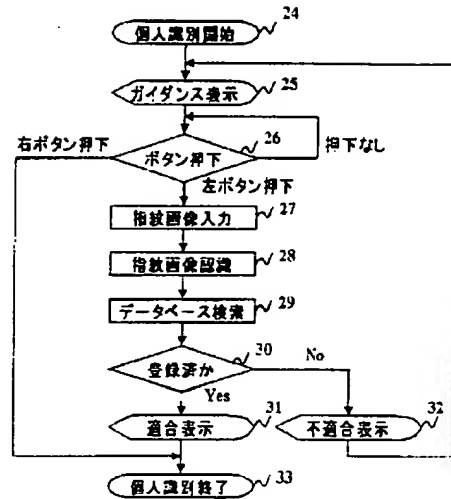 24
個人識別開始
ガイダンス表示
25
右ボタン押下
ボタン押下
26
押下なし
左ボタン押下
指紋画像入力
27
指紋画像認識
28
データベース検索
29
登録済か
30
No
Yes
適合表示
31
不適合表示
32
個人識別終了
33